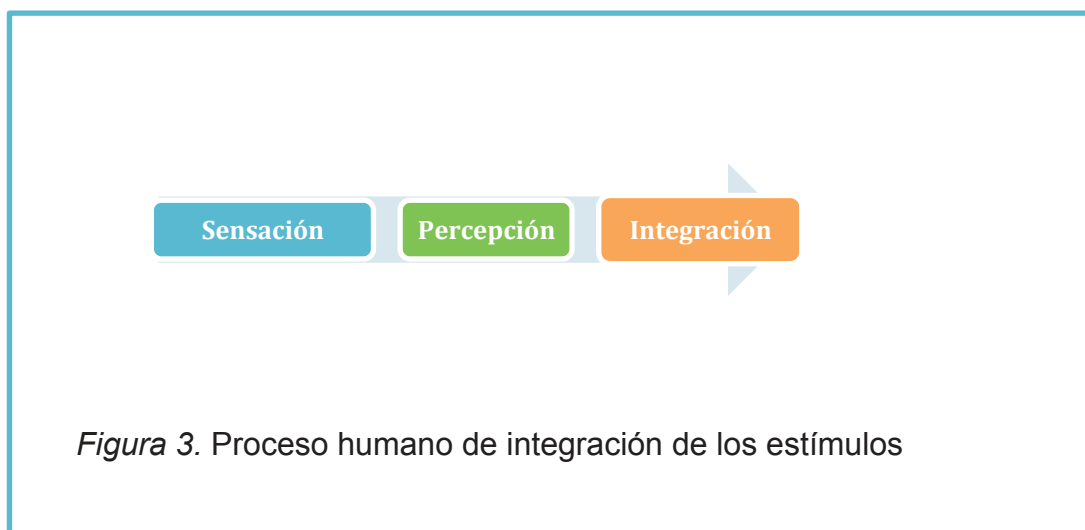 Sensación Percepción Integración
Figura 3. Proceso humano de integración de los estímulos